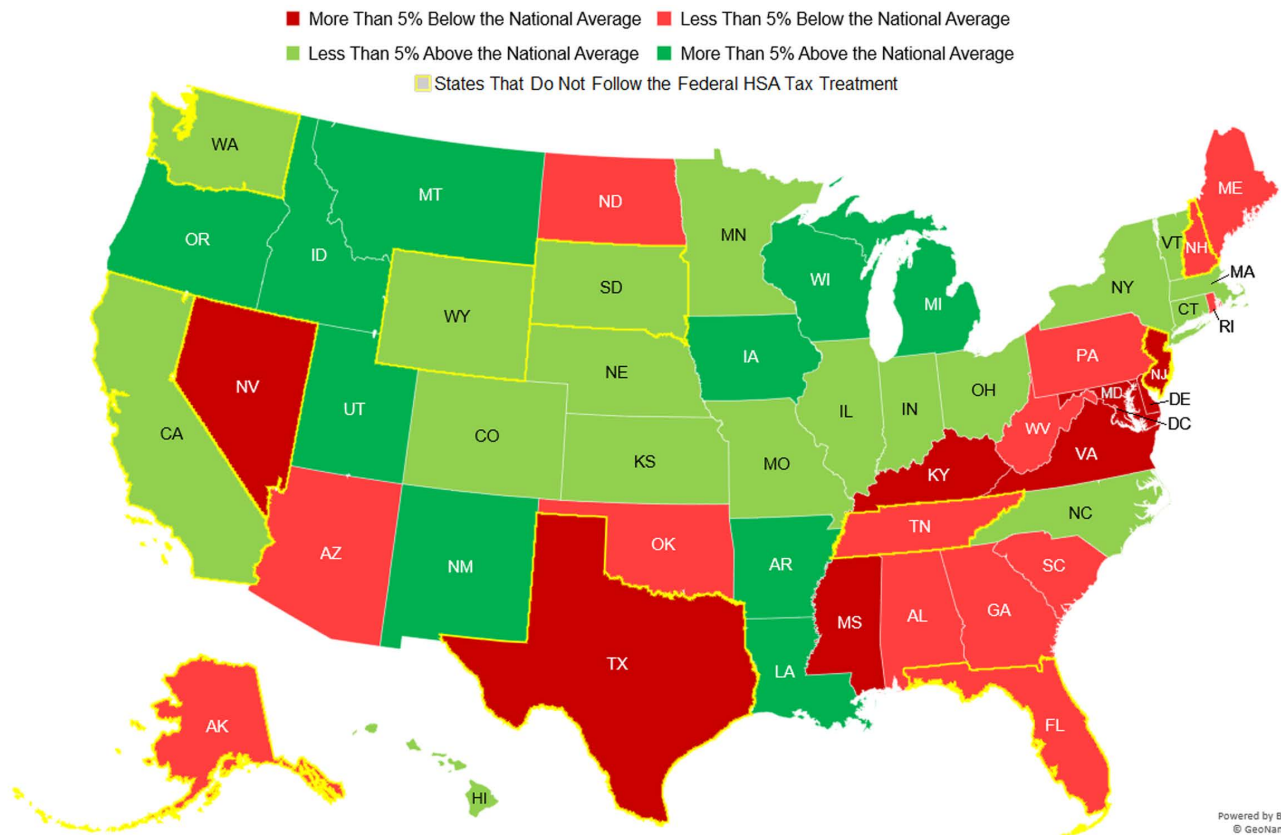 More Than 5% Below the National Average
Less Than 5% Below the National Average
Less Than 5% Above the National Average
More Than 5% Above the National Average
States That Do Not Follow the Federal HSA Tax Treatment
WA
MT
ND
MN
ME
OR
ID
WY
SD
WI
MI
VT
NH
NY
MA
CT
RI
NV
UT
CO
NE
IA
IL
IN
OH
PA
NJ
MD
DE
DC
CA
KS
MO
KY
WV
VA
AZ
NM
OK
AR
TN
NC
SC
TX
LA
MS
AL
GA
FL
AK
HI
Powered by B
© GeoNa